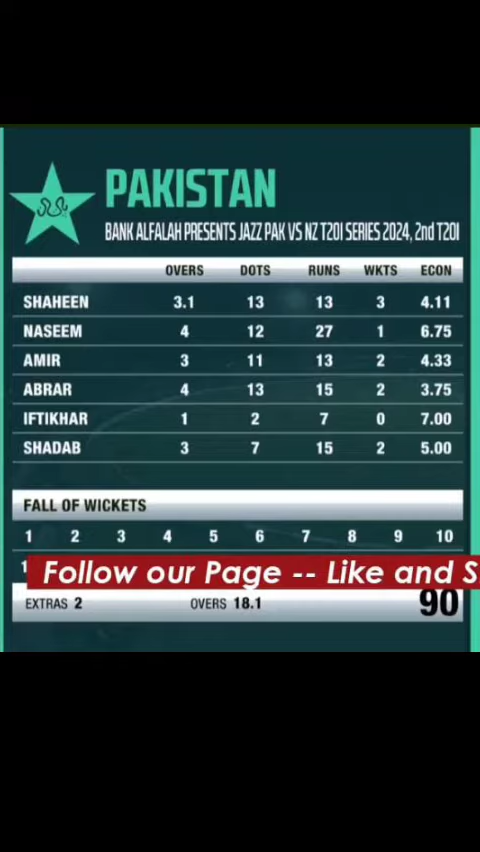 PAKISTAN
BANK ALFALAH PRESENTS JAZZ PAK VS NZ T20I SERIES 2024, 2nd T20I
OVERS DOTS RUNS WKTS ECON
SHAHEEN 3.1 13 13 3 4.11
NASEEM 4 12 27 1 6.75
AMIR 3 11 13 2 4.33
ABRAR 4 13 15 2 3.75
IFTIKHAR 1 2 7 0 7.00
SHADAB 3 7 15 2 5.00
FALL OF WICKETS
1 2 3 4 5 6 7 8 9 10
Follow our Page -- Like and S
EXTRAS 2 OVERS 18.1 90